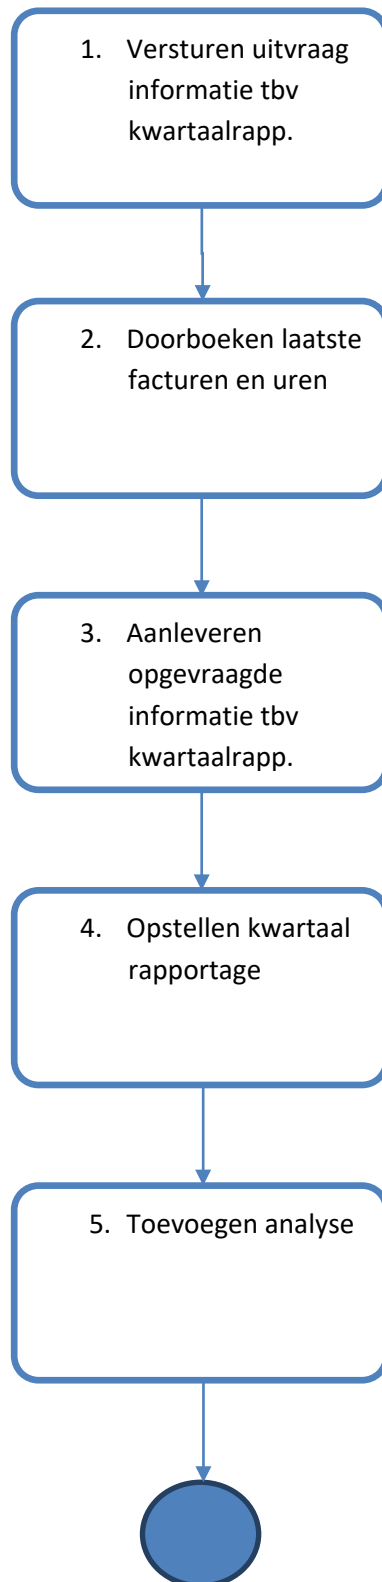 1. Versturen uitvraag
informatie tbv
kwartaalrapp.
2. Doorboeken laatste
facturen en uren
3. Aanleveren
opgevraagde
informatie tbv
kwartaalrapp.
4. Opstellen kwartaal
rapportage
5. Toevoegen analyse